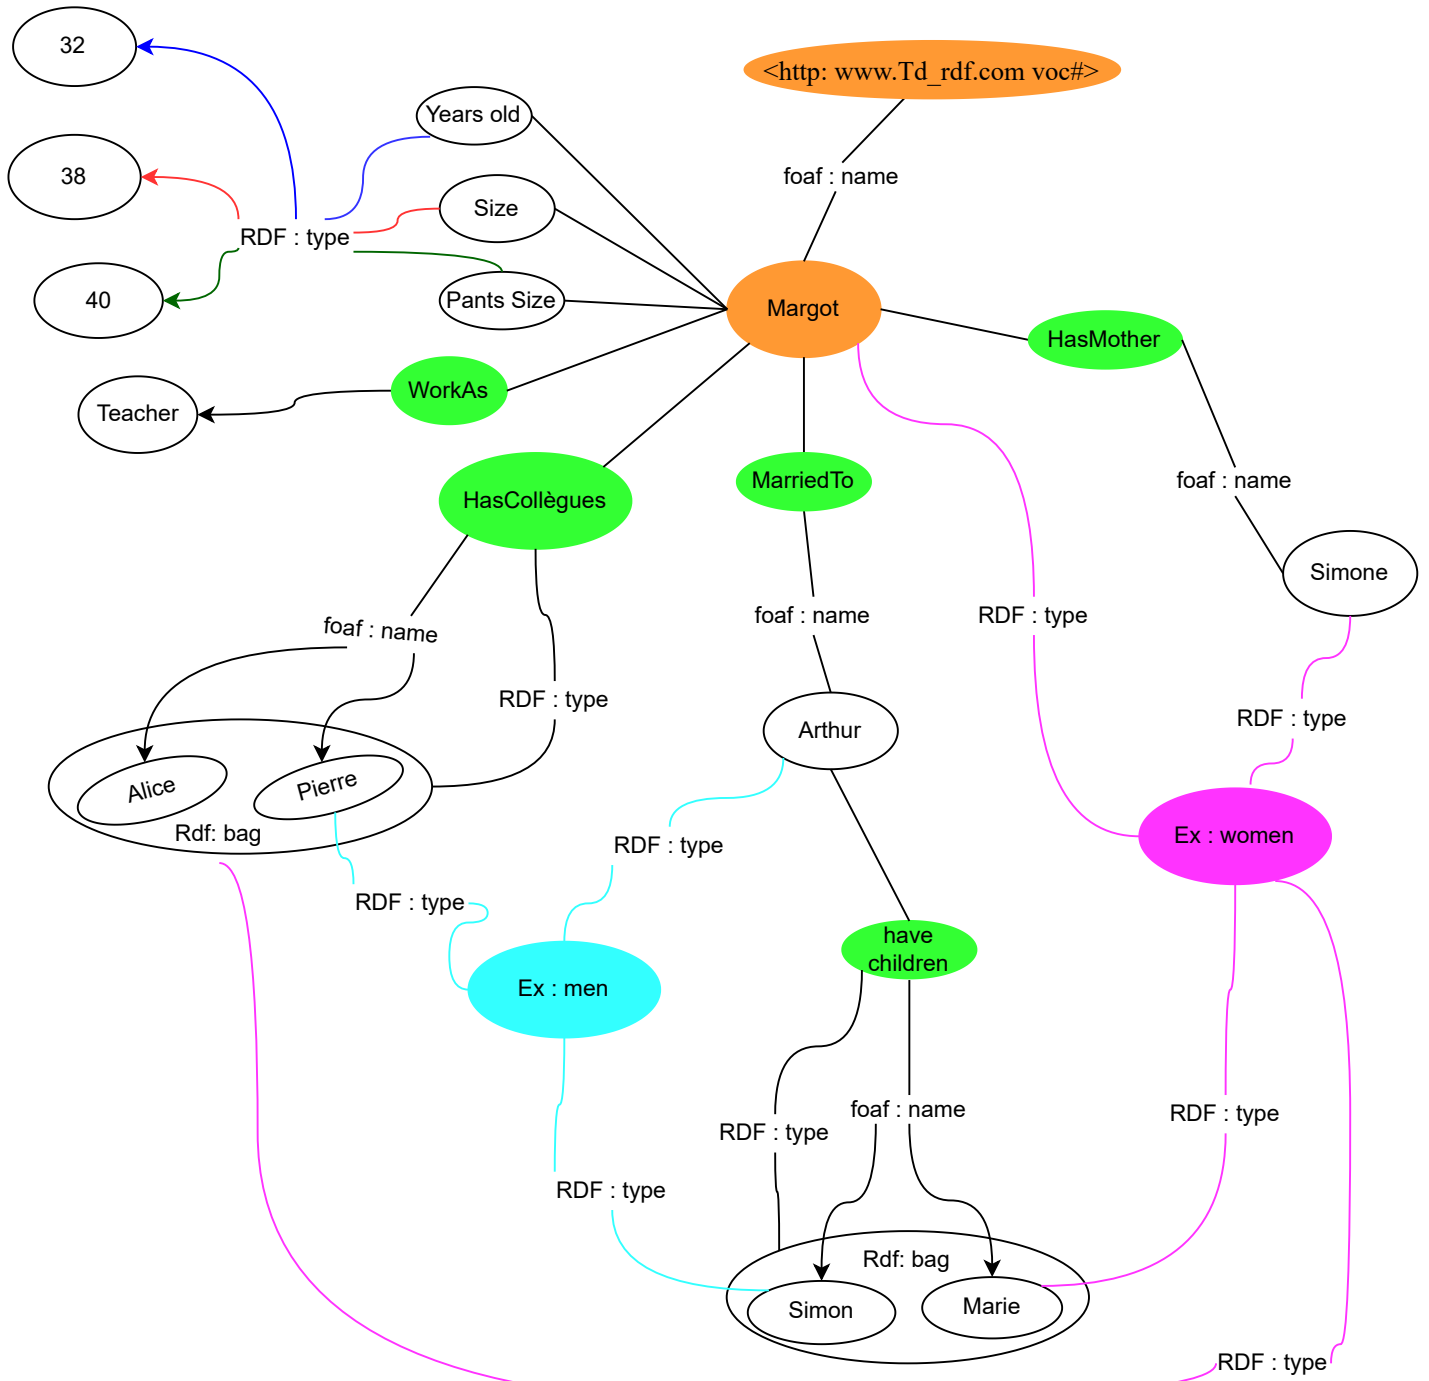 32
<http: www.Td_rdf.com voc#>
Years old
38
foaf : name
Size
RDF : type
40
Pants Size
Margot
HasMother
WorkAs
Teacher
MarriedTo
foaf : name
HasCollègues
Simone
foaf : name
foaf : name
RDF : type
RDF : type
RDF : type
Arthur
Alice
Pierre
Rdf: bag
RDF : type
Ex : women
RDF : type
have
children
Ex : men
foaf : name
RDF : type
RDF : type
RDF : type
Rdf: bag
Simon
Marie
RDF : type